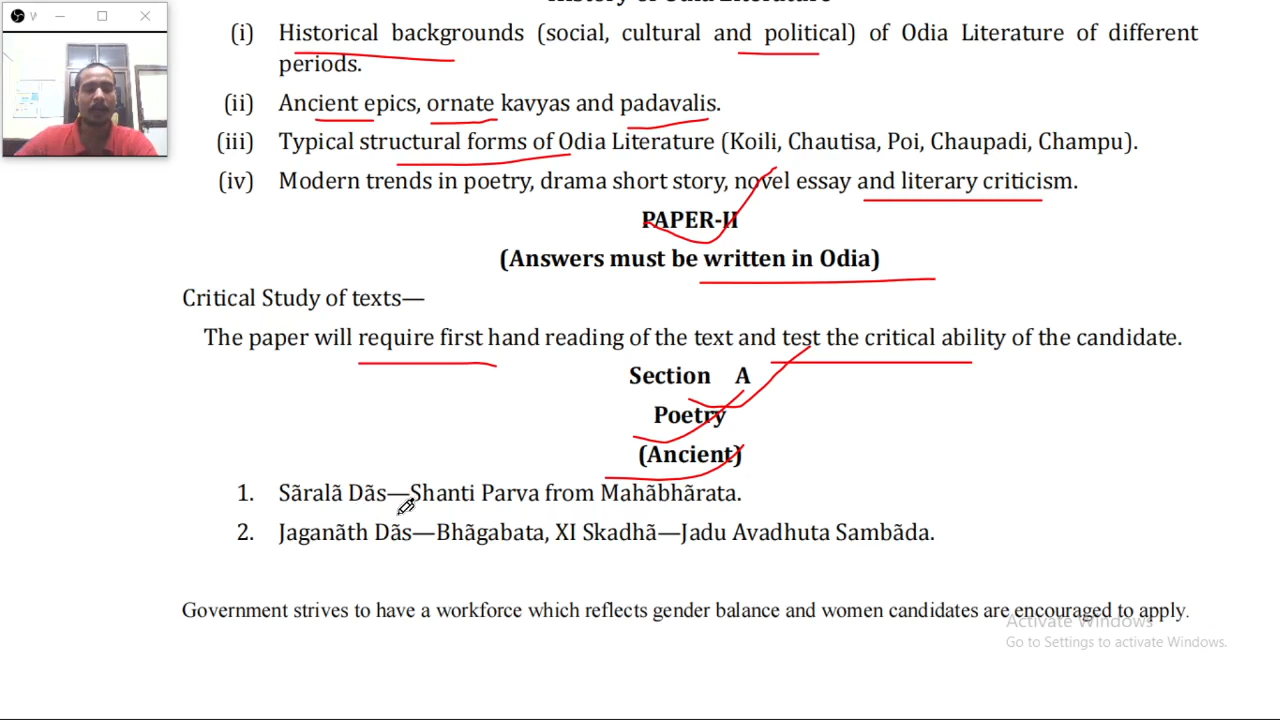 (i) Historical backgrounds (social, cultural and political) of Odia Literature of different
periods.
(ii) Ancient epics, ornate kavyas and padavalis.
(iii) Typical structural forms of Odia Literature (Koili, Chautisa, Poi, Chaupadi, Champu).
(iv) Modern trends in poetry, drama short story, novel essay and literary criticism.
PAPER-II
(Answers must be written in Odia)
Critical Study of texts—
The paper will require first hand reading of the text and test the critical ability of the candidate.
Section A
Poetry
(Ancient)
1. Sãralã Dãs—Shanti Parva from Mahãbhãrata.
2. Jaganãth Dãs—Bhãgabata, XI Skadhã—Jadu Avadhuta Sambãda.
Government strives to have a workforce which reflects gender balance and women candidates are encouraged to apply.
Activate Windows
Go to Settings to activate Windows.